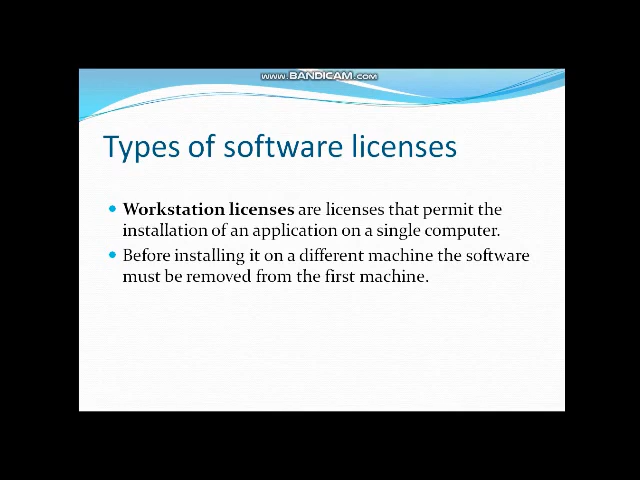 WWW.BANDICAM.COM
Types of software licenses
Workstation licenses are licenses that permit the
installation of an application on a single computer.
Before installing it on a different machine the software
must be removed from the first machine.